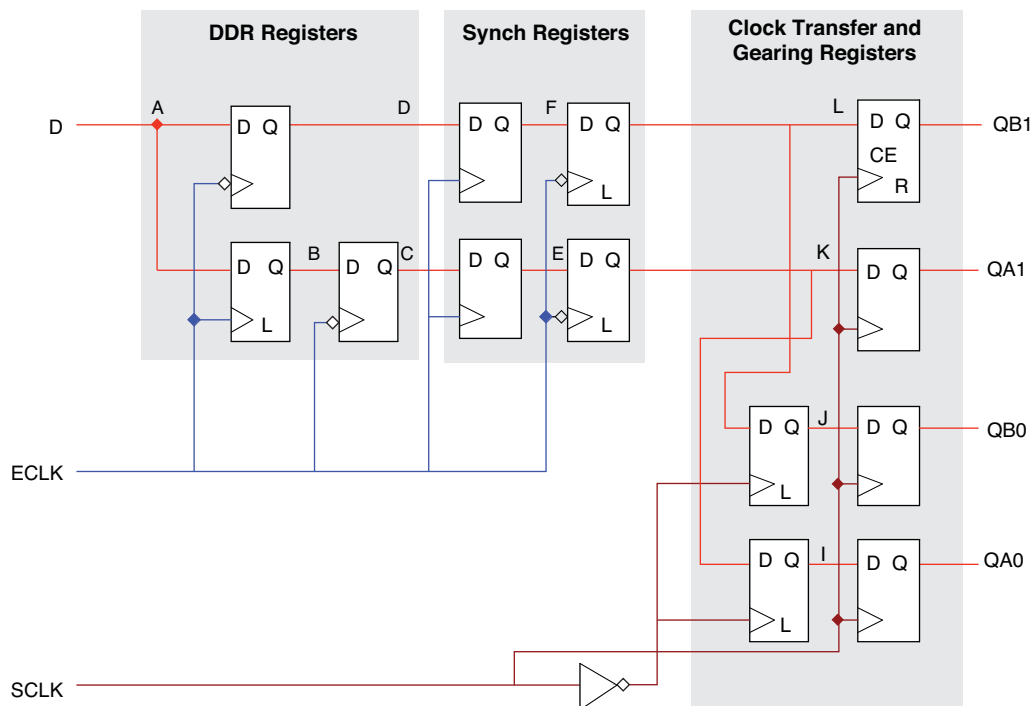 DDR Registers
Synch Registers
Clock Transfer and
Gearing Registers
A
D
F
L
D
D Q
D Q
D Q
D Q
QB1
CE
R
L
B
C
E
K
D Q
D Q
D Q
D Q
D Q
QA1
L
L
J
D Q
D Q
QB0
L
ECLK
I
D Q
D Q
QA0
L
SCLK